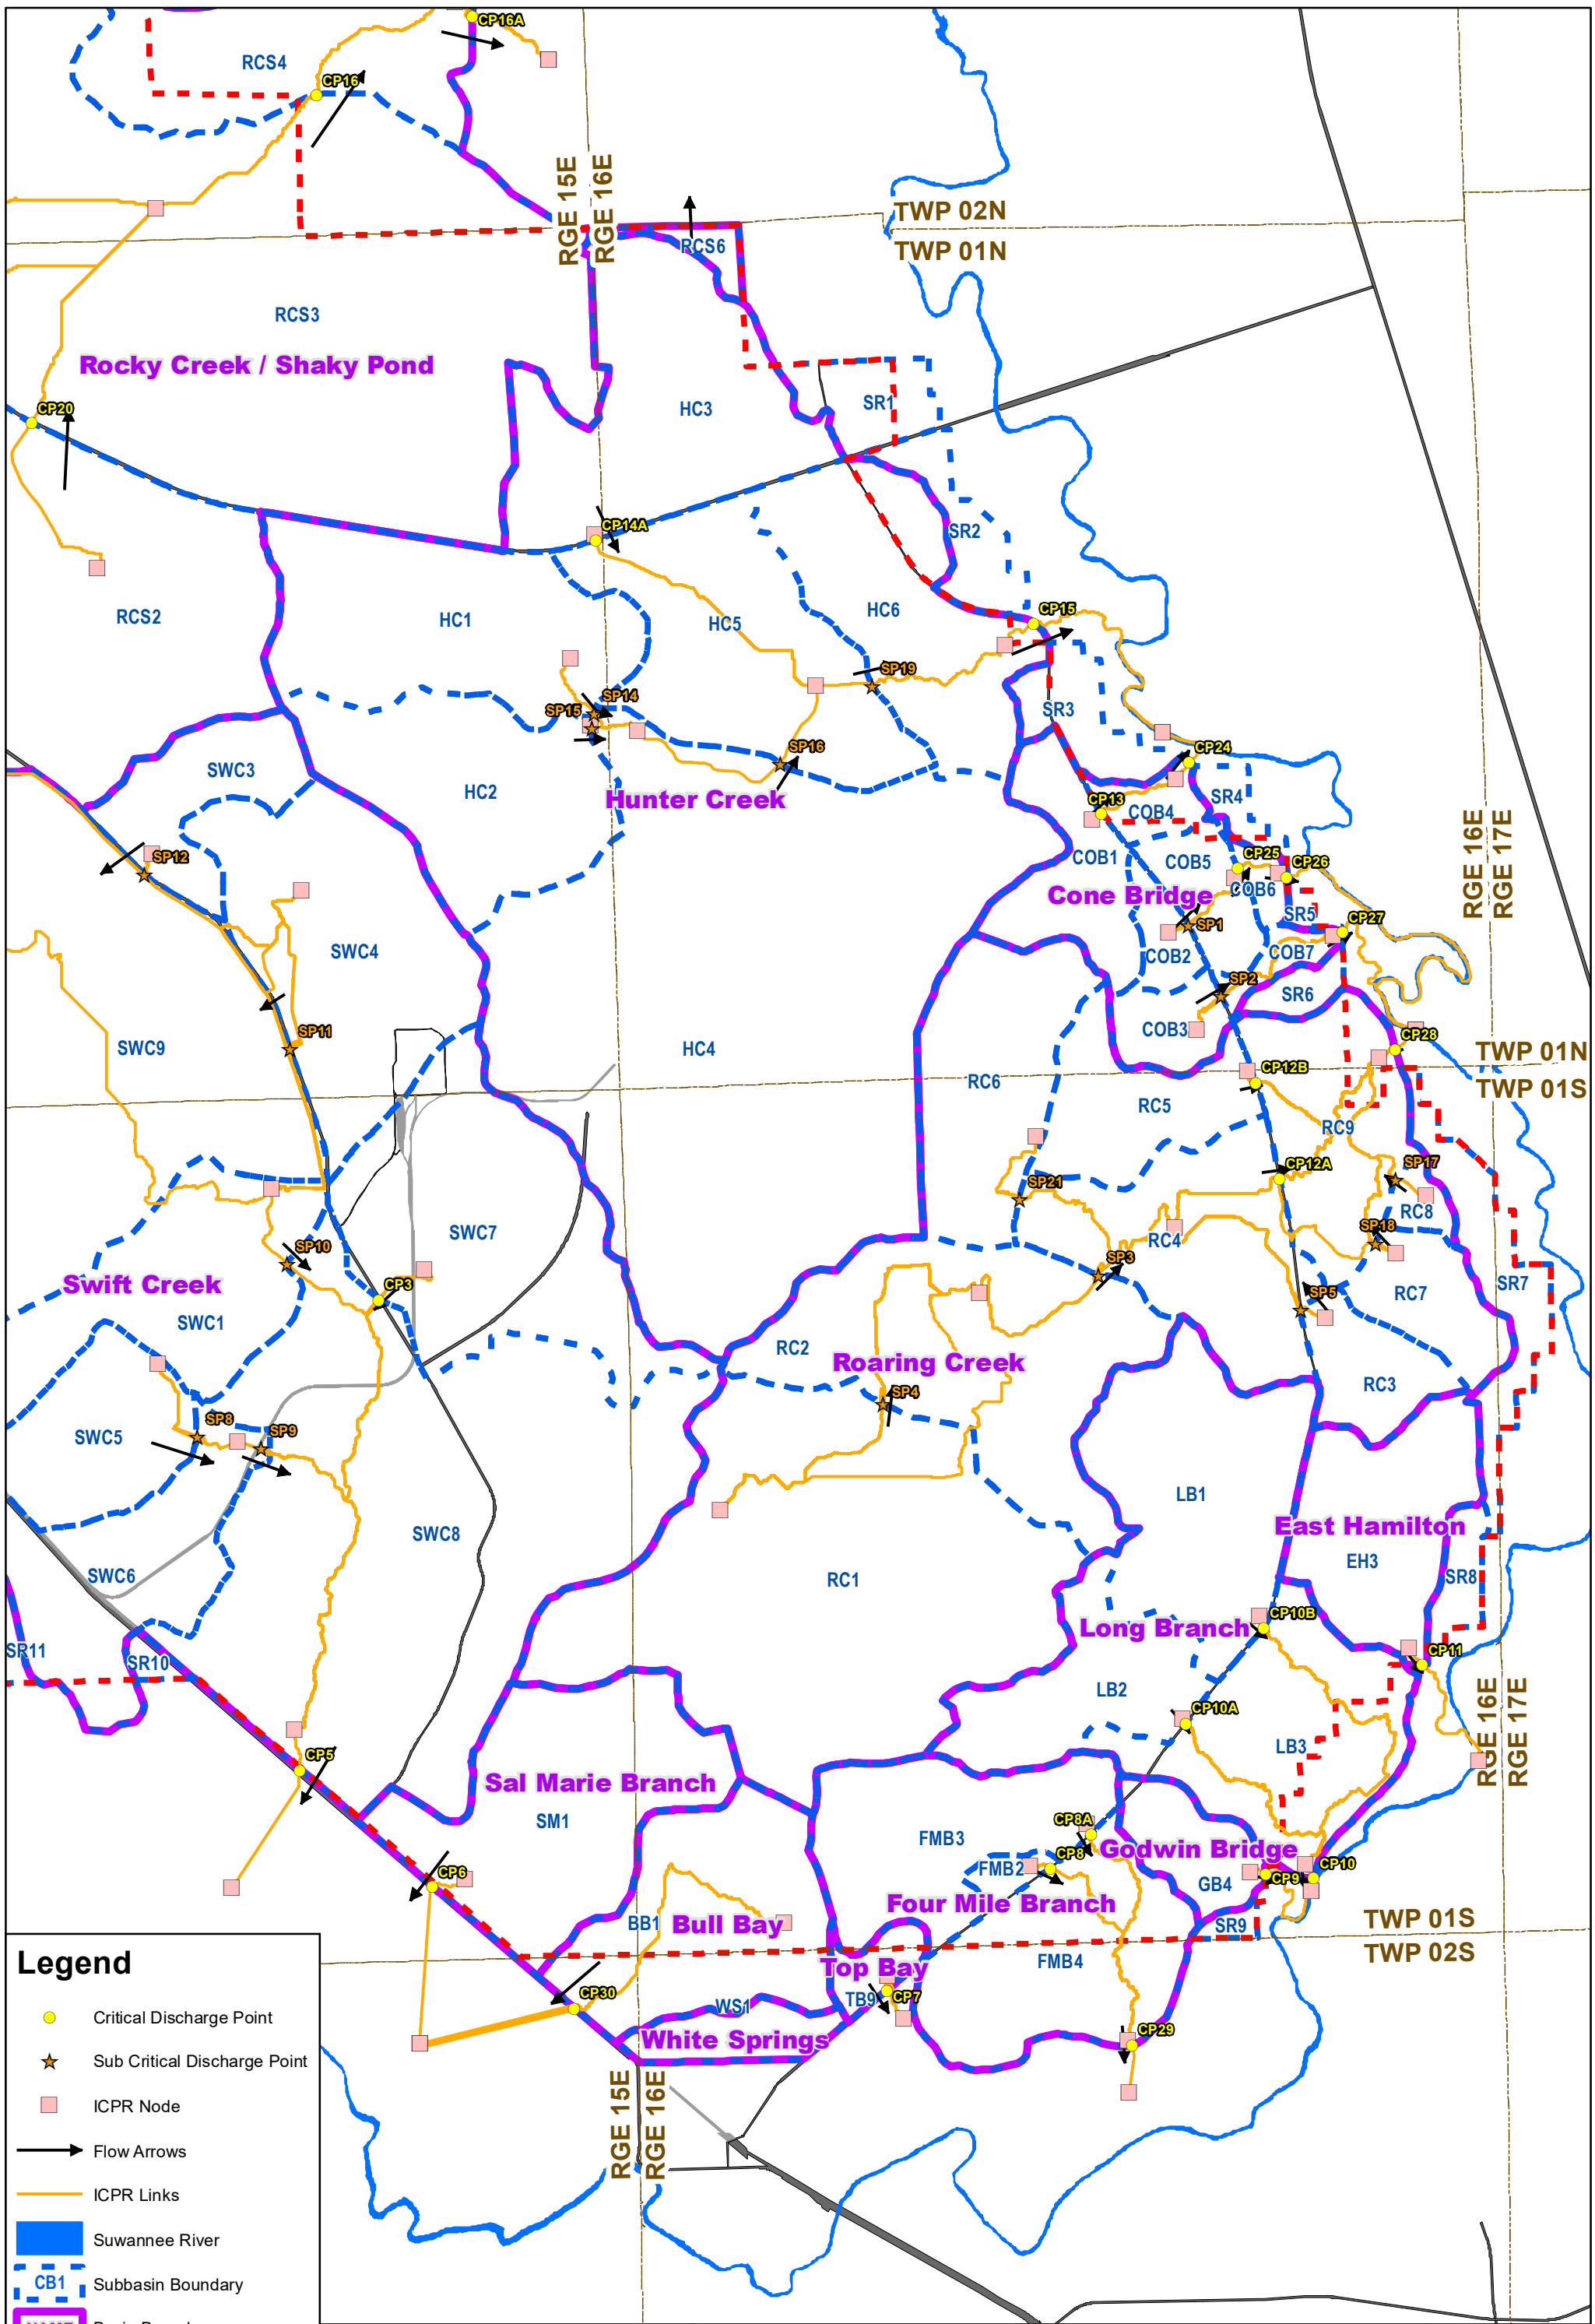 CP16A
RCS4
CP16
RGE 15E
RGE 16E
TWP 02N
TWP 01N
RCS6
RCS3
Rocky Creek / Shaky Pond
CP20
HC3
SR1
CP14A
SR2
RCS2
HC1
HC5
HC6
CP15
SP19
SP14
SP15
SR3
SP16
CP24
SWC3
HC2
Hunter Creek
SR4
CP13
COB4
RGE 16E
RGE 17E
SP12
COB1
COB5
CP25
CP26
COB6
Cone Bridge
SR5
CP27
SP1
SWC4
COB2
COB7
SP2
SR6
SP11
COB3
CP28
SWC9
HC4
TWP 01N
TWP 01S
RC6
CP12B
RC5
RC9
CP12A
SP17
SP21
RC8
SWC7
SP18
RC4
SP10
SP3
Swift Creek
CP3
SR7
SP5
RC7
SWC1
RC2
Roaring Creek
RC3
SP4
SP8
SP9
SWC5
LB1
East Hamilton
SWC8
EH3
SWC6
RC1
SR8
CP10B
Long Branch
SR11
SR10
CP11
LB2
RGE 16E
RGE 17E
CP10A
LB3
CP5
Sal Marie Branch
SM1
CP8A
FMB3
Godwin Bridge
CP8
FMB2
CP10
CP6
CP9
GB4
Four Mile Branch
BB1
Bull Bay
SR9
TWP 01S
TWP 02S
Top Bay
FMB4
CP30
TB9
CP7
WS1
White Springs
CP29
RGE 15E
RGE 16E
Legend
Critical Discharge Point
Sub Critical Discharge Point
ICPR Node
Flow Arrows
ICPR Links
Suwannee River
CB1
Subbasin Boundary